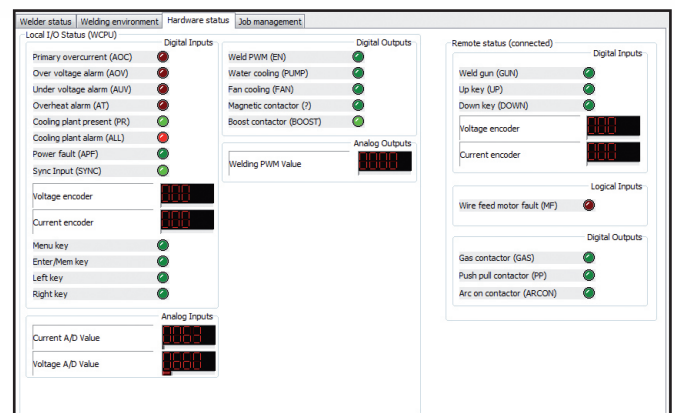 Welder status Welding environment Hardware status Job management
Local I/O Status (WCPU)
Digital Inputs
Primary overcurrent (AOC)
Over voltage alarm (AOV)
Under voltage alarm (AUV)
Overheat alarm (AT)
Cooling plant present (PR)
Cooling plant alarm (ALL)
Power fault (APF)
Sync Input (SYNC)
Voltage encoder 000
Current encoder 000
Menu key
Enter/Mem key
Left key
Right key
Analog Inputs
Current A/D Value 0063
Voltage A/D Value 0660
Digital Outputs
Weld PWM (EN)
Water cooling (PUMP)
Fan cooling (FAN)
Magnetic contactor (?)
Boost contactor (BOOST)
Analog Outputs
Welding PWM Value 0000
Remote status (connected)
Digital Inputs
Weld gun (GUN)
Up key (UP)
Down key (DOWN)
Voltage encoder 000
Current encoder 000
Logical Inputs
Wire feed motor fault (MF)
Digital Outputs
Gas contactor (GAS)
Push pull contactor (PP)
Arc on contactor (ARCON)